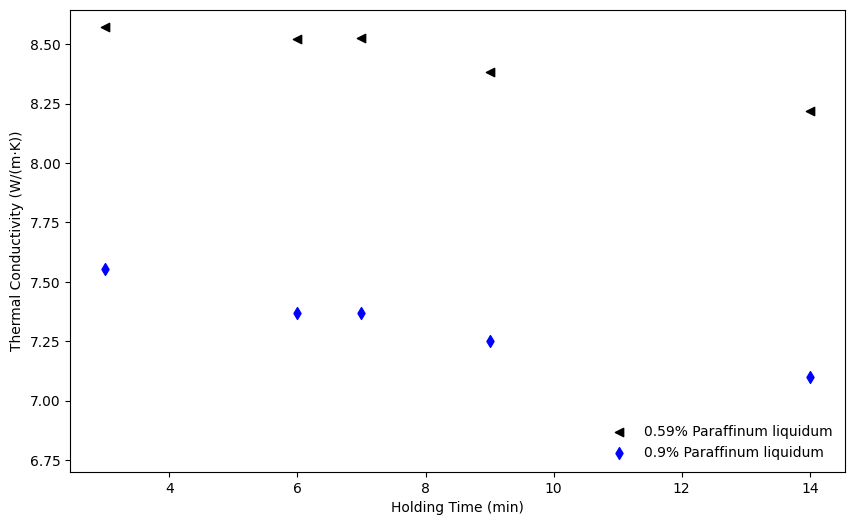 8.50
8.25
8.00
7.75
7.50
7.25
7.00
6.75
Thermal Conductivity (W/(m·K))
0.59% Paraffinum liquidum
0.9% Paraffinum liquidum
4 6 8 10 12 14
Holding Time (min)